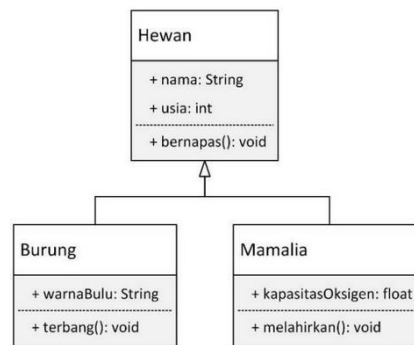 Hewan
+ nama: String
+ usia: int
+ bernapas(): void
Burung
+ warnaBulu: String
+ terbang(): void
Mamalia
+ kapasitasOksigen: float
+ melahirkan(): void